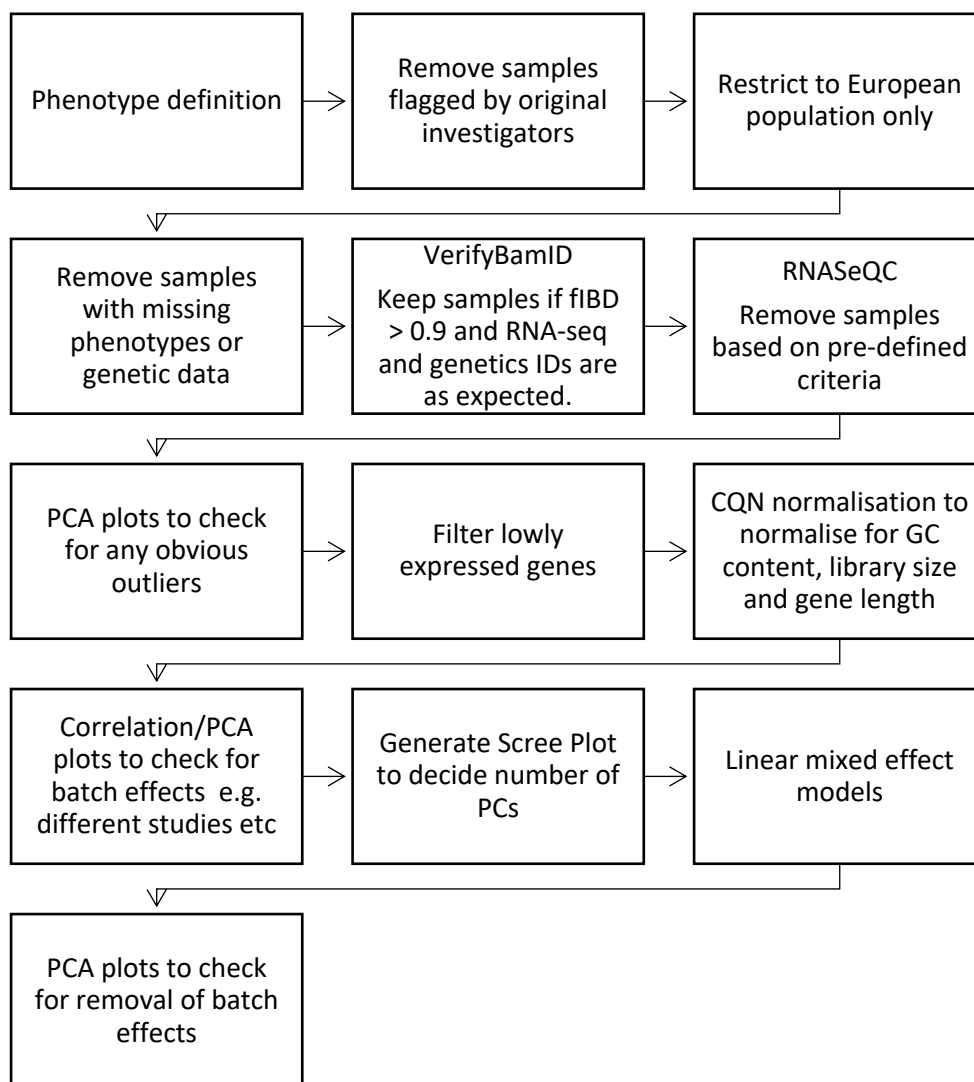 Phenotype definition
Remove samples
flagged by original
investigators
Restrict to European
population only
Remove samples
with missing
phenotypes or
genetic data
VerifyBamID
Keep samples if fIBD
> 0.9 and RNA-seq
and genetics IDs are
as expected.
RNASeQC
Remove samples
based on pre-defined
criteria
PCA plots to check
for any obvious
outliers
Filter lowly
expressed genes
CQN normalisation to
normalise for GC
content, library size
and gene length
Correlation/PCA
plots to check for
batch effects  e.g.
different studies etc
Generate Scree Plot
to decide number of
PCs
Linear mixed effect
models
PCA plots to check
for removal of batch
effects